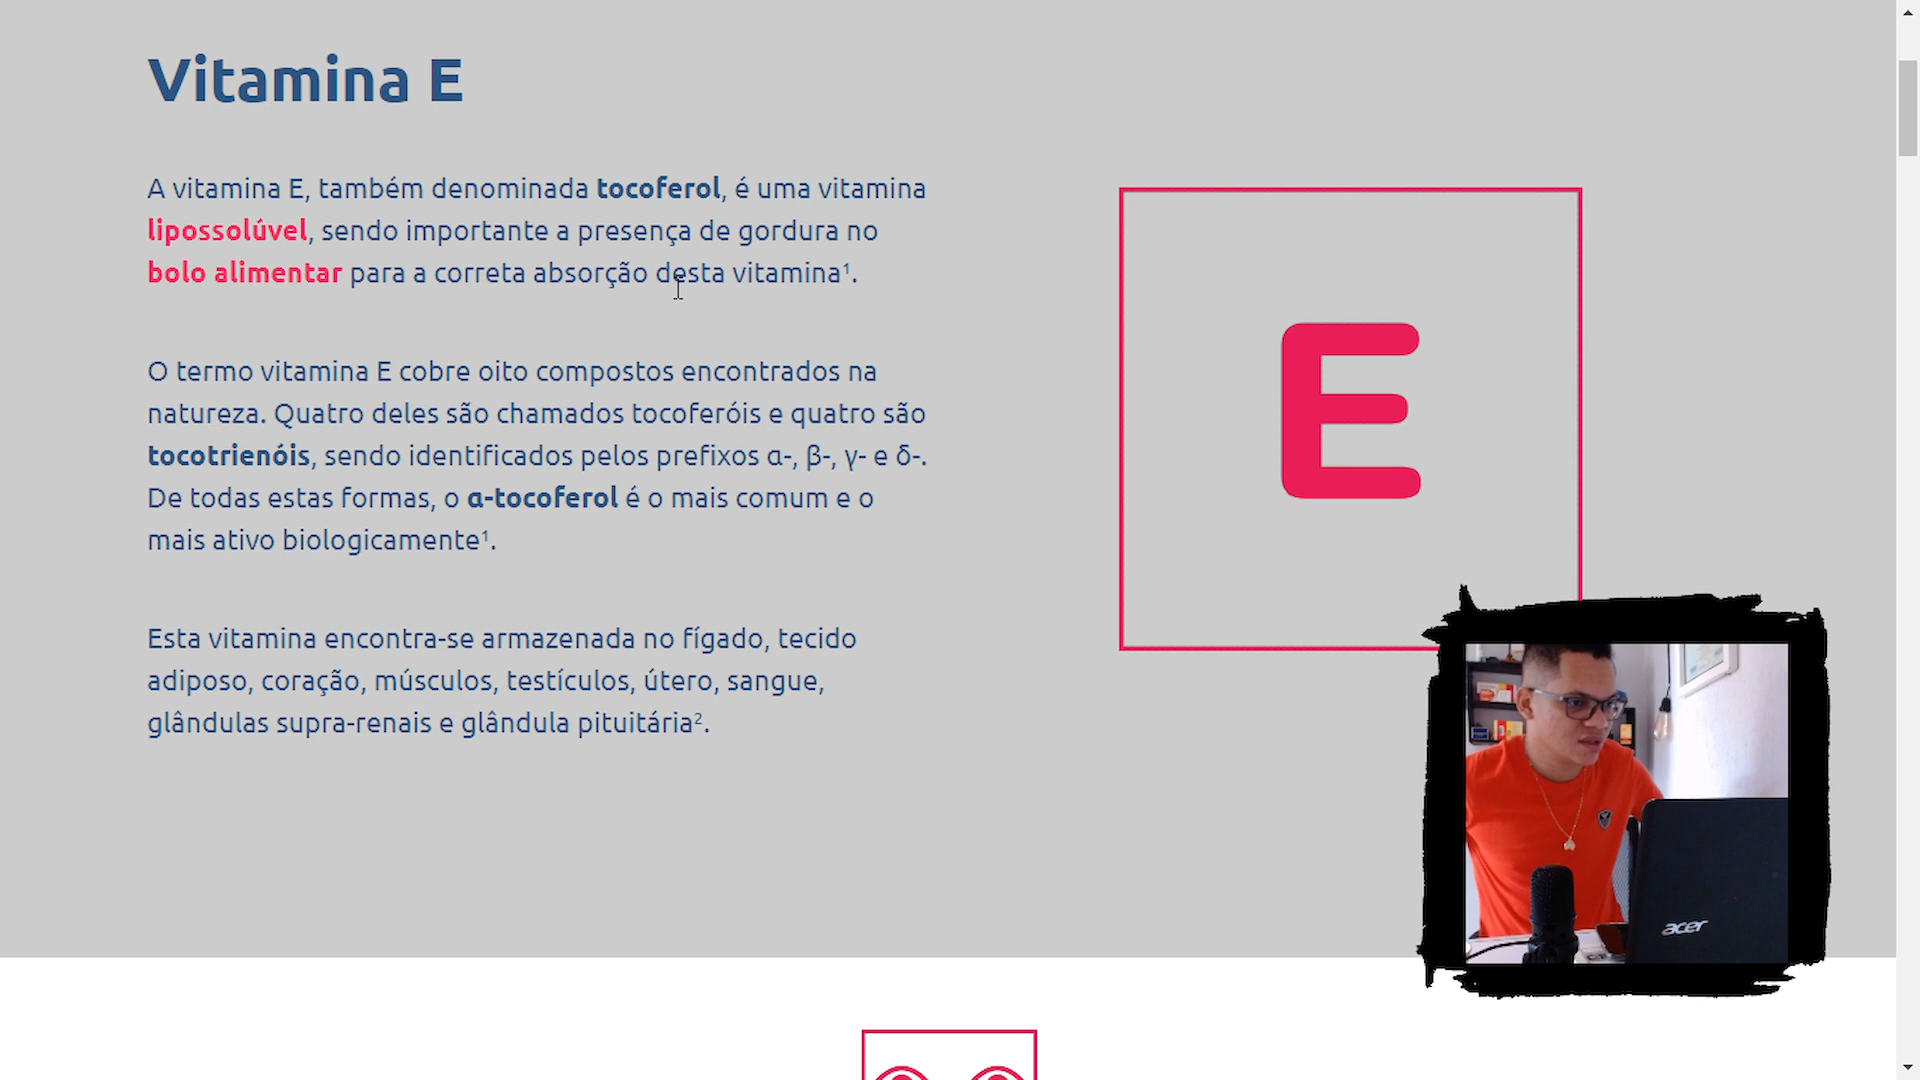 Vitamina E
A vitamina E, também denominada tocoferol, é uma vitamina
lipossolúvel, sendo importante a presença de gordura no
bolo alimentar para a correta absorção desta vitamina¹.
O termo vitamina E cobre oito compostos encontrados na
natureza. Quatro deles são chamados tocoferóis e quatro são
tocotrienóis, sendo identificados pelos prefixos α-, β-, γ- e δ-.
De todas estas formas, o α-tocoferol é o mais comum e o
mais ativo biologicamente¹.
Esta vitamina encontra-se armazenada no fígado, tecido
adiposo, coração, músculos, testículos, útero, sangue,
glândulas supra-renais e glândula pituitária².
E
acer